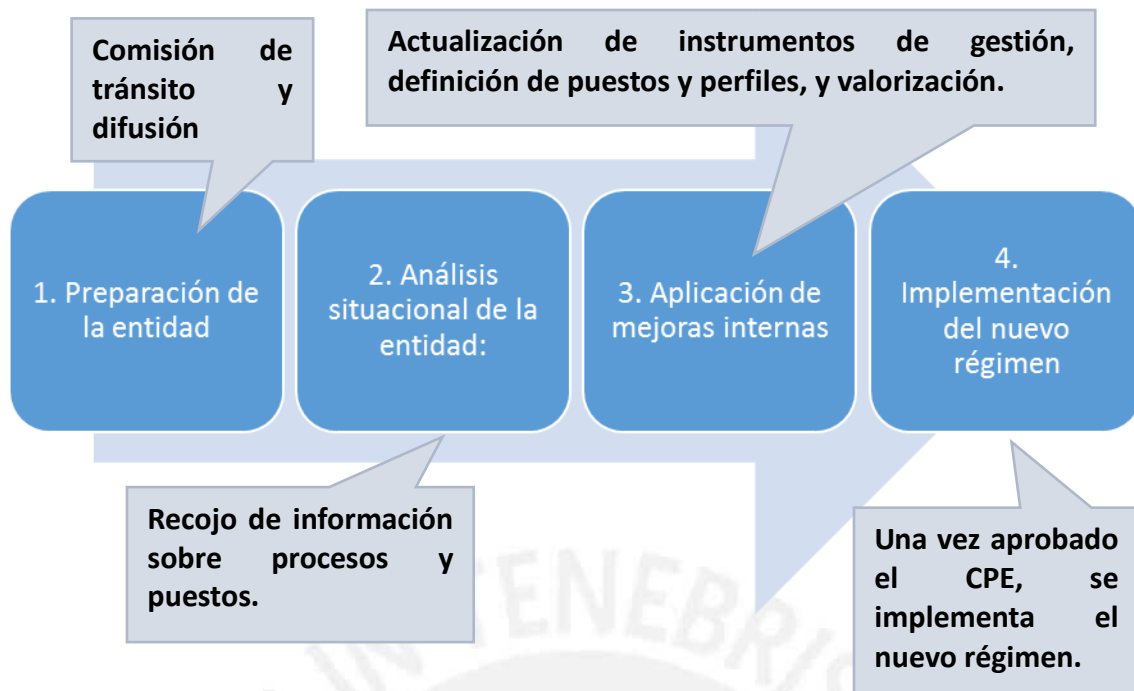 Comisión de
tránsito y
difusión
Actualización de instrumentos de gestión,
definición de puestos y perfiles, y valorización.
1. Preparación de
la entidad
2. Análisis
situacional de la
entidad:
3. Aplicación de
mejoras internas
4.
Implementación
del nuevo
régimen
Recojo de información
sobre procesos y
puestos.
Una vez aprobado
el CPE, se
implementa el
nuevo régimen.
IN TENEBRIS